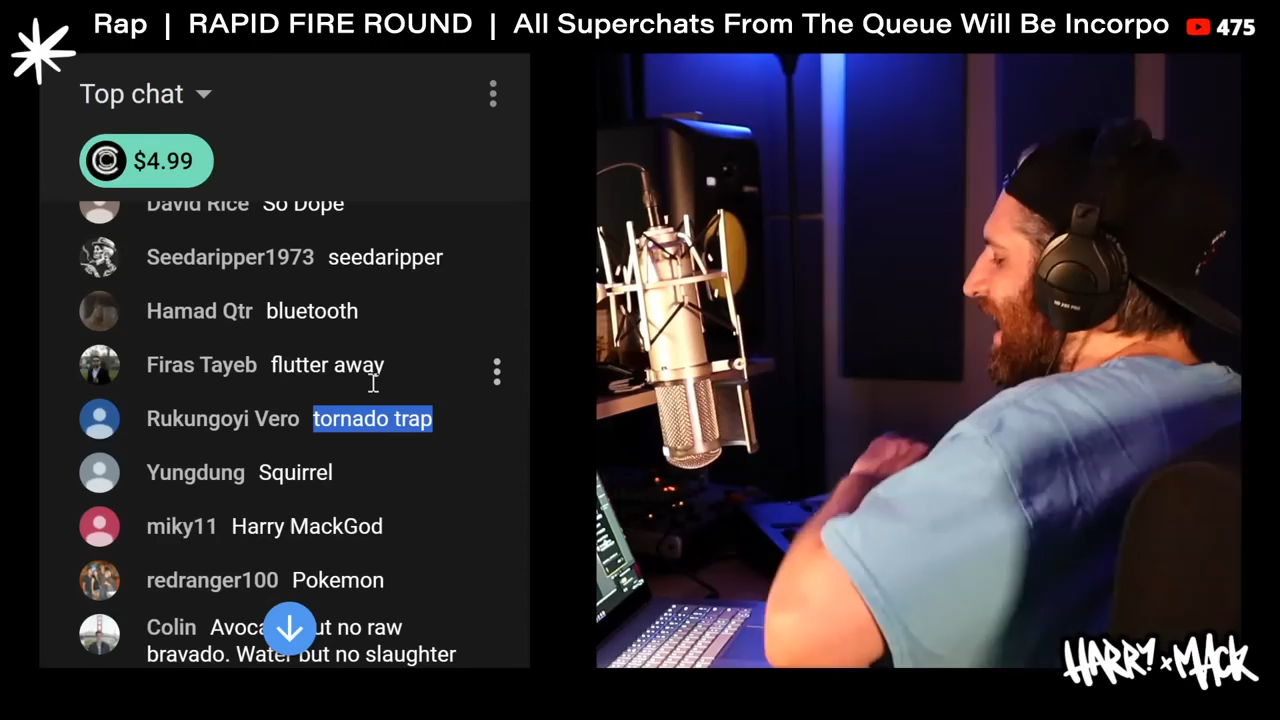 Rap | RAPID FIRE ROUND | All Superchats From The Queue Will Be Incorpo
475
Top chat
$4.99
David Rice So Dope
Seedaripper1973 seedaripper
Hamad Qtr bluetooth
Firas Tayeb flutter away
Rukungoyi Vero tornado trap
Yungdung Squirrel
miky11 Harry MackGod
redranger100 Pokemon
Colin ut no raw
bravado. Water but no slaughter
HARRY MACK